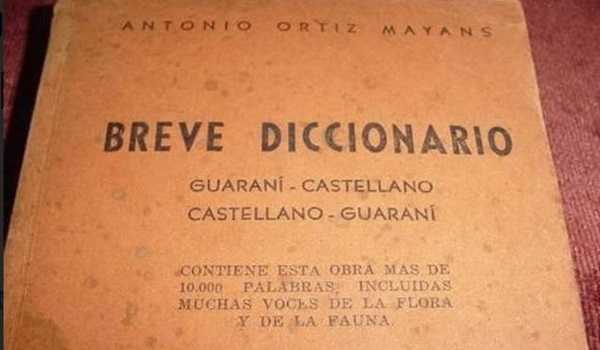 ANTONIO ORTIZ MAYANS
BREVE DICCIONARIO
GUARANÍ - CASTELLANO
CASTELLANO - GUARANÍ
CONTIENE ESTA OBRA MAS DE
10.000 PALABRAS, INCLUIDAS
MUCHAS VOCES DE LA FLORA
Y DE LA FAUNA.